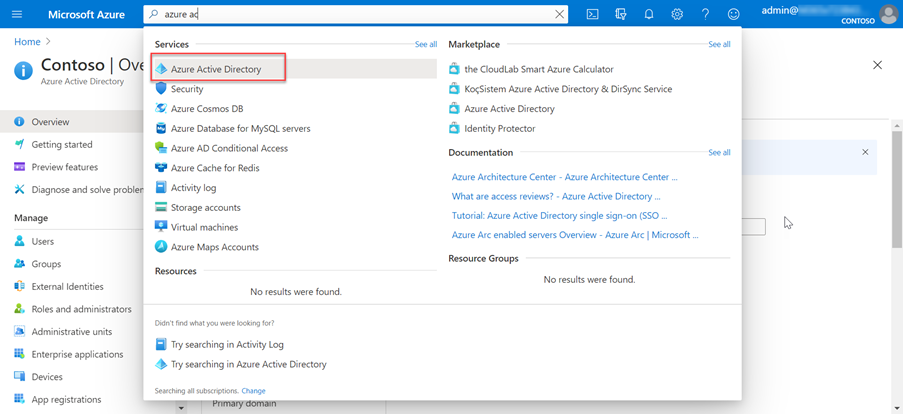 Microsoft Azure
azure ac
admin@
CONTOSO
Home
Contoso | Ove
Azure Active Directory
Overview
Getting started
Preview features
Diagnose and solve problem
Manage
Users
Groups
External Identities
Roles and administrators
Administrative units
Enterprise applications
Devices
App registrations
Services
See all
Azure Active Directory
Security
Azure Cosmos DB
Azure Database for MySQL servers
Azure AD Conditional Access
Azure Cache for Redis
Activity log
Storage accounts
Virtual machines
Azure Maps Accounts
Resources
No results were found.
Marketplace
See all
the CloudLab Smart Azure Calculator
KoçSistem Azure Active Directory & DirSync Service
Azure Active Directory
Identity Protector
Documentation
See all
Azure Architecture Center - Azure Architecture Center ...
What are access reviews? - Azure Active Directory ...
Tutorial: Azure Active Directory single sign-on (SSO ...
Azure Arc enabled servers Overview - Azure Arc | Microsoft ...
Resource Groups
No results were found.
Didn't find what you were looking for?
Try searching in Activity Log
Try searching in Azure Active Directory
Searching all subscriptions. Change
Primary domain